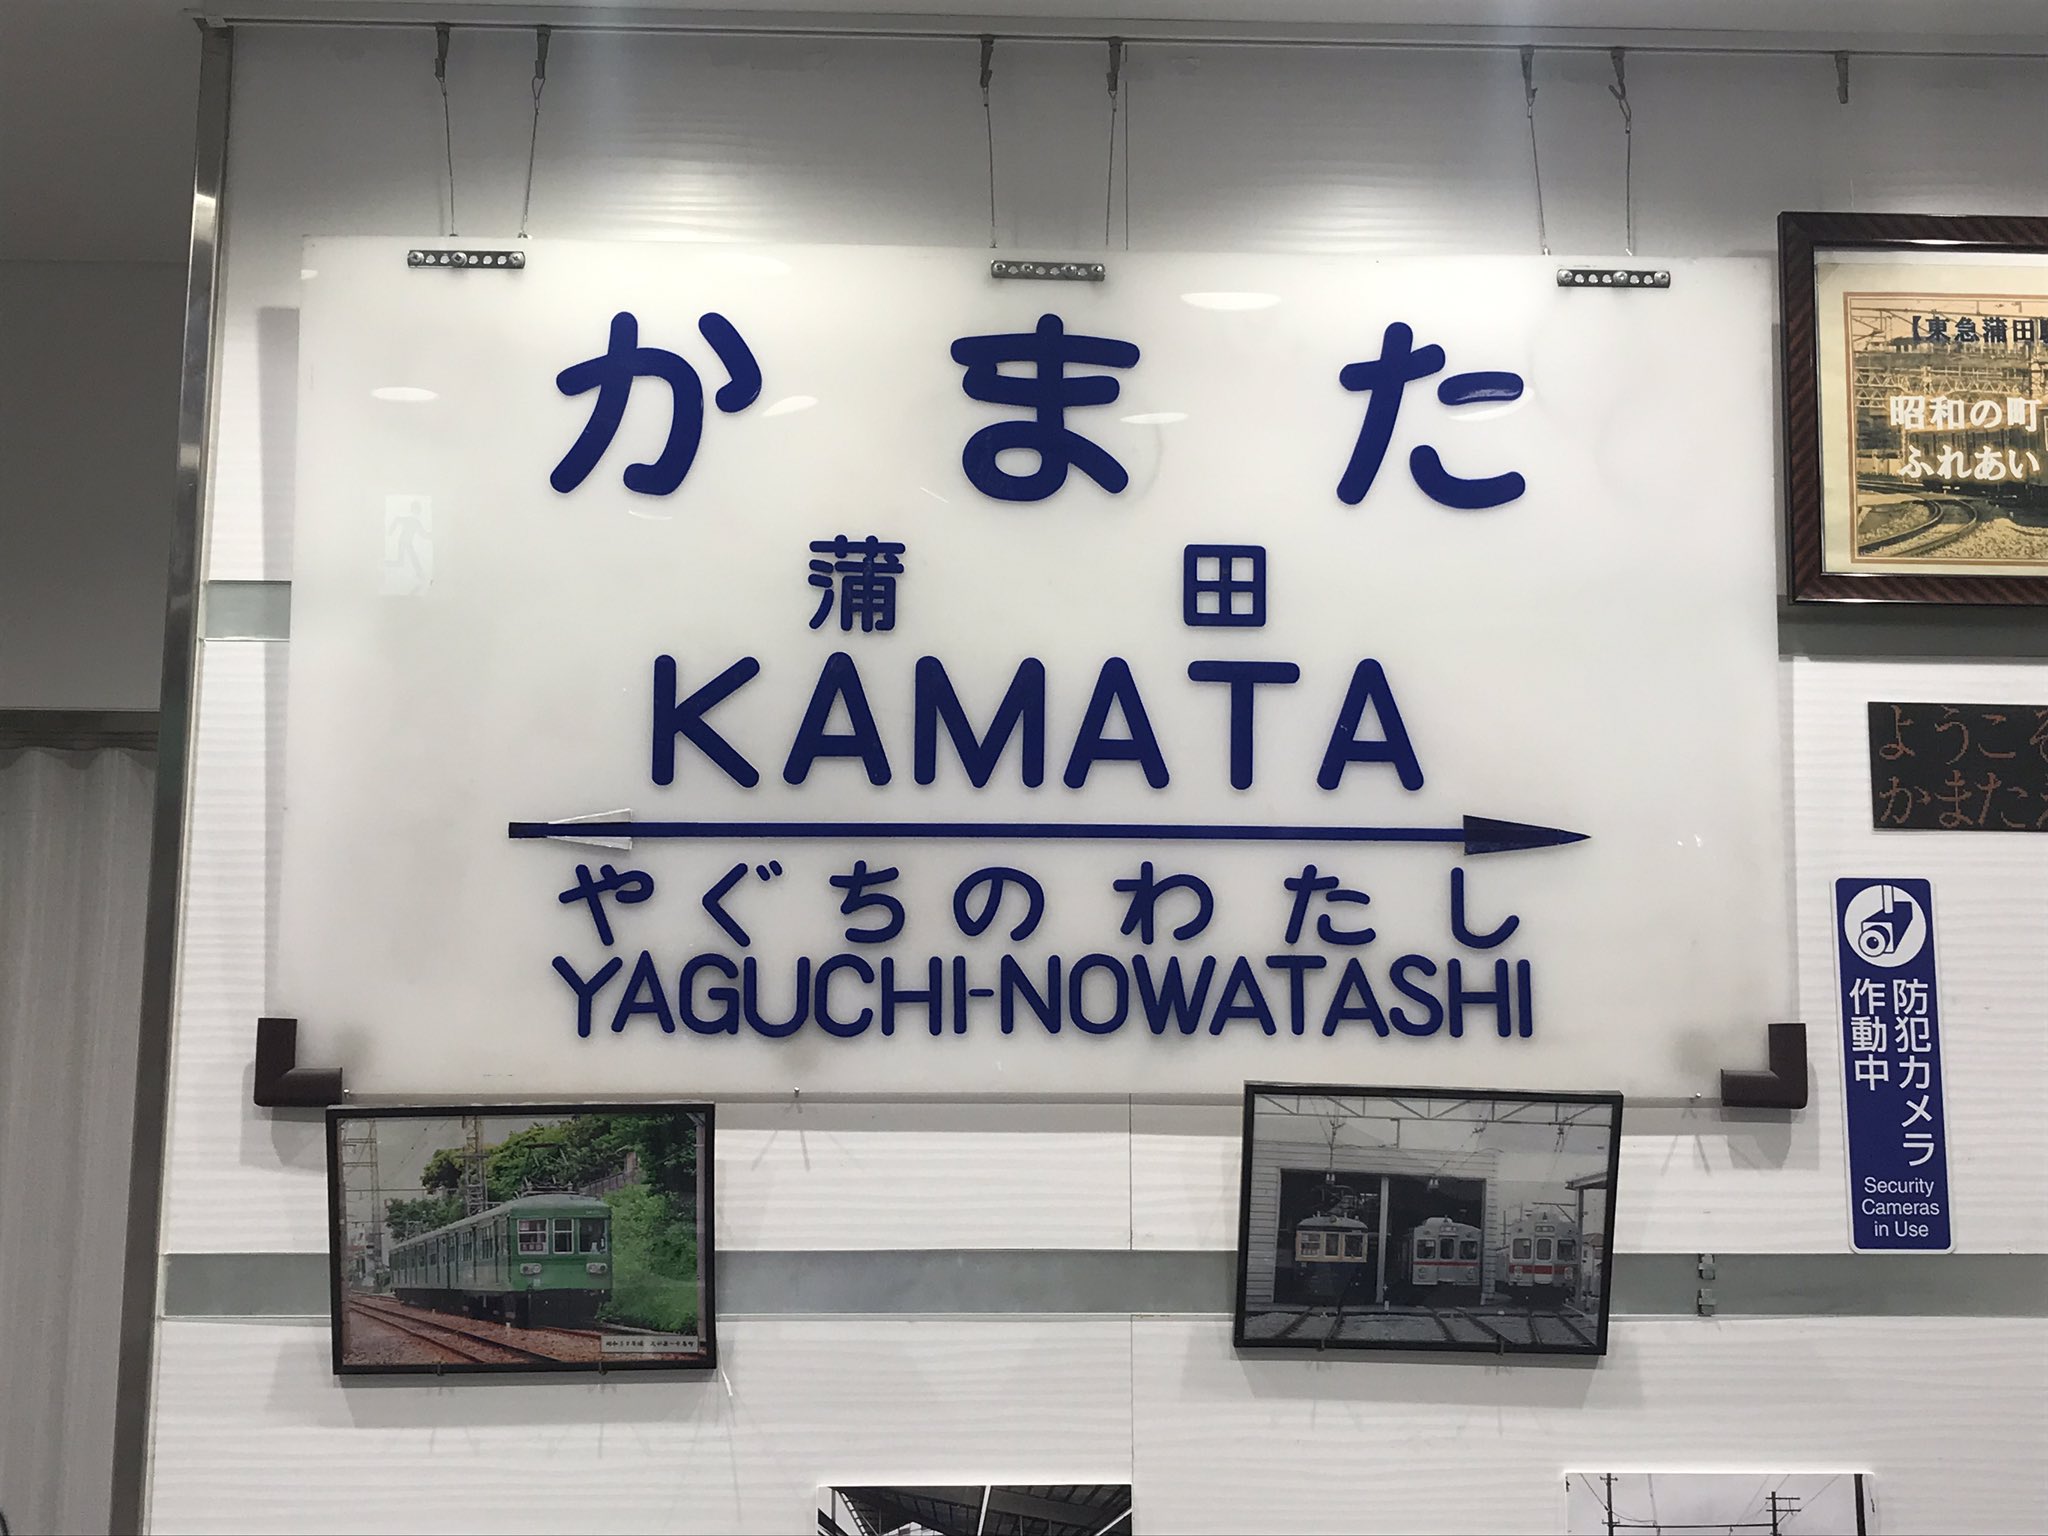 かまた
蒲田
KAMATA
やぐちのわたし
YAGUCHI-NOWATASHI
【東急蒲田
昭和の町
ふれあい
ようこそ
かまた
防犯カメラ
作動中
Security
Cameras
in Use